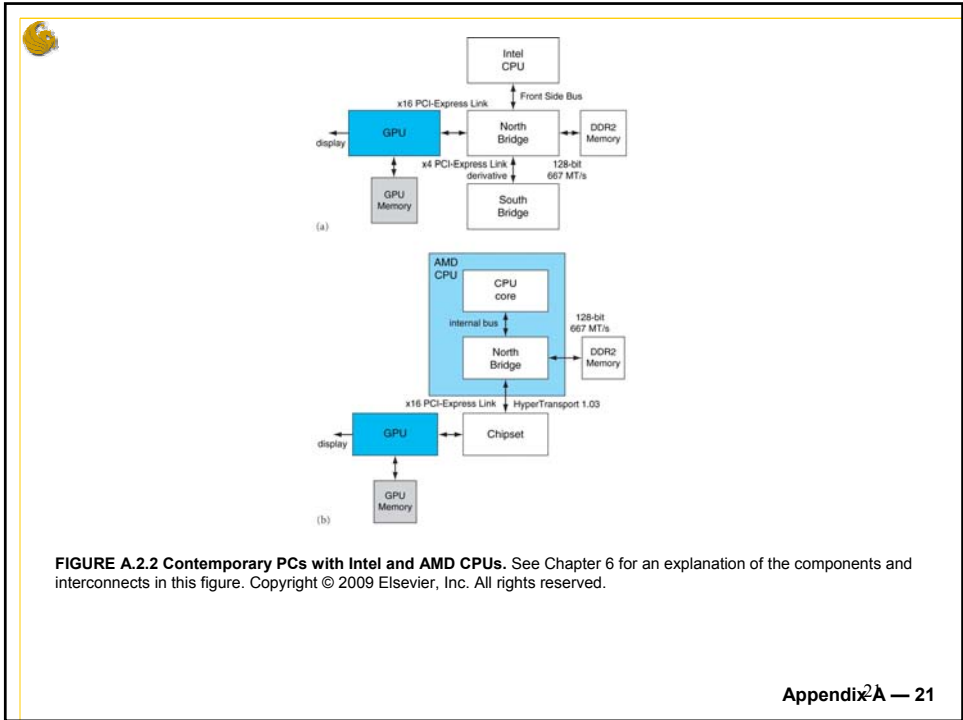 Intel
CPU
Front Side Bus
x16 PCI-Express Link
GPU
North
Bridge
DDR2
Memory
display
x4 PCI-Express Link
derivative
128-bit
667 MT/s
GPU
Memory
South
Bridge
(a)
AMD
CPU
CPU
core
internal bus
128-bit
667 MT/s
North
Bridge
DDR2
Memory
x16 PCI-Express Link
HyperTransport 1.03
GPU
Chipset
display
GPU
Memory
(b)
FIGURE A.2.2 Contemporary PCs with Intel and AMD CPUs. See Chapter 6 for an explanation of the components and
interconnects in this figure. Copyright © 2009 Elsevier, Inc. All rights reserved.
Appendix A — 21
21